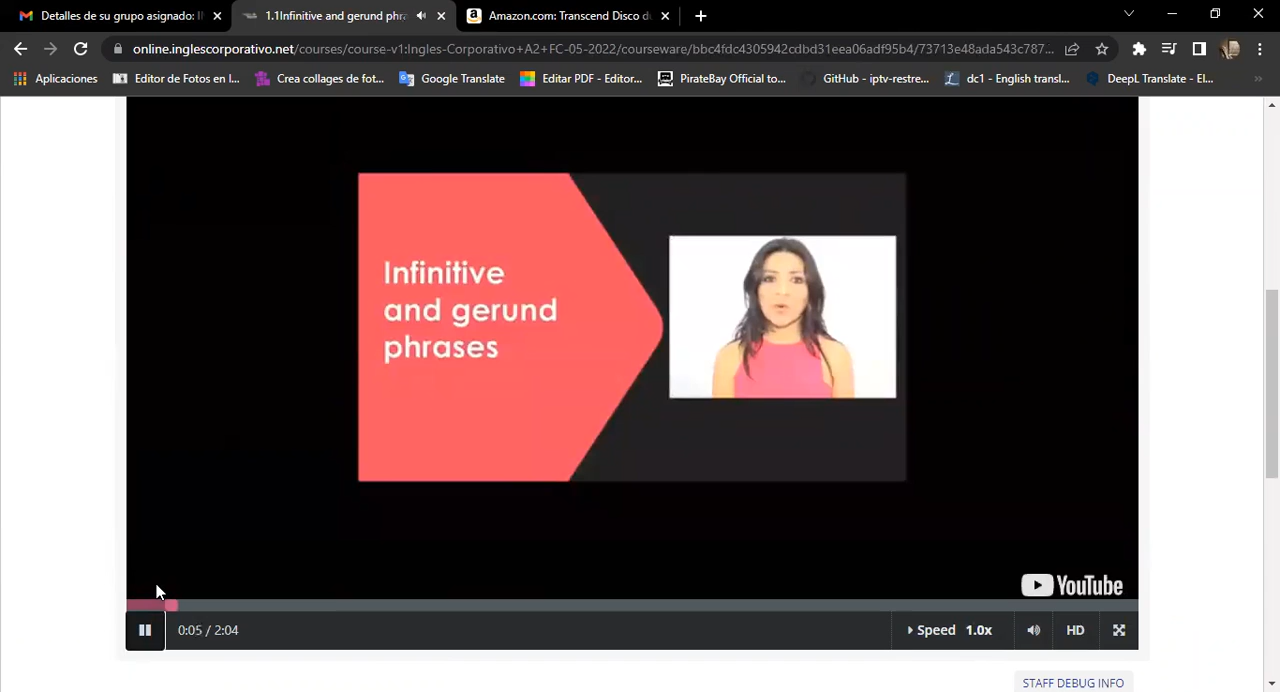 Detalles de su grupo asignado: I
1.1Infinitive and gerund phra
Amazon.com: Transcend Disco d
online.inglescorporativo.net/courses/course-v1:Ingles-Corporativo+A2+FC-05-2022/courseware/bbc4fdc4305942cdbd31eea06adf95b4/73713e48ada543c787...
Aplicaciones
Editor de Fotos en l...
Crea collages de fot...
Google Translate
Editar PDF - Editor...
PirateBay Official to...
GitHub - iptv-restre...
dc1 - English transl...
DeepL Translate - El...
»
Infinitive
and gerund
phrases
YouTube
0:05 / 2:04
Speed 1.0x
HD
STAFF DEBUG INFO